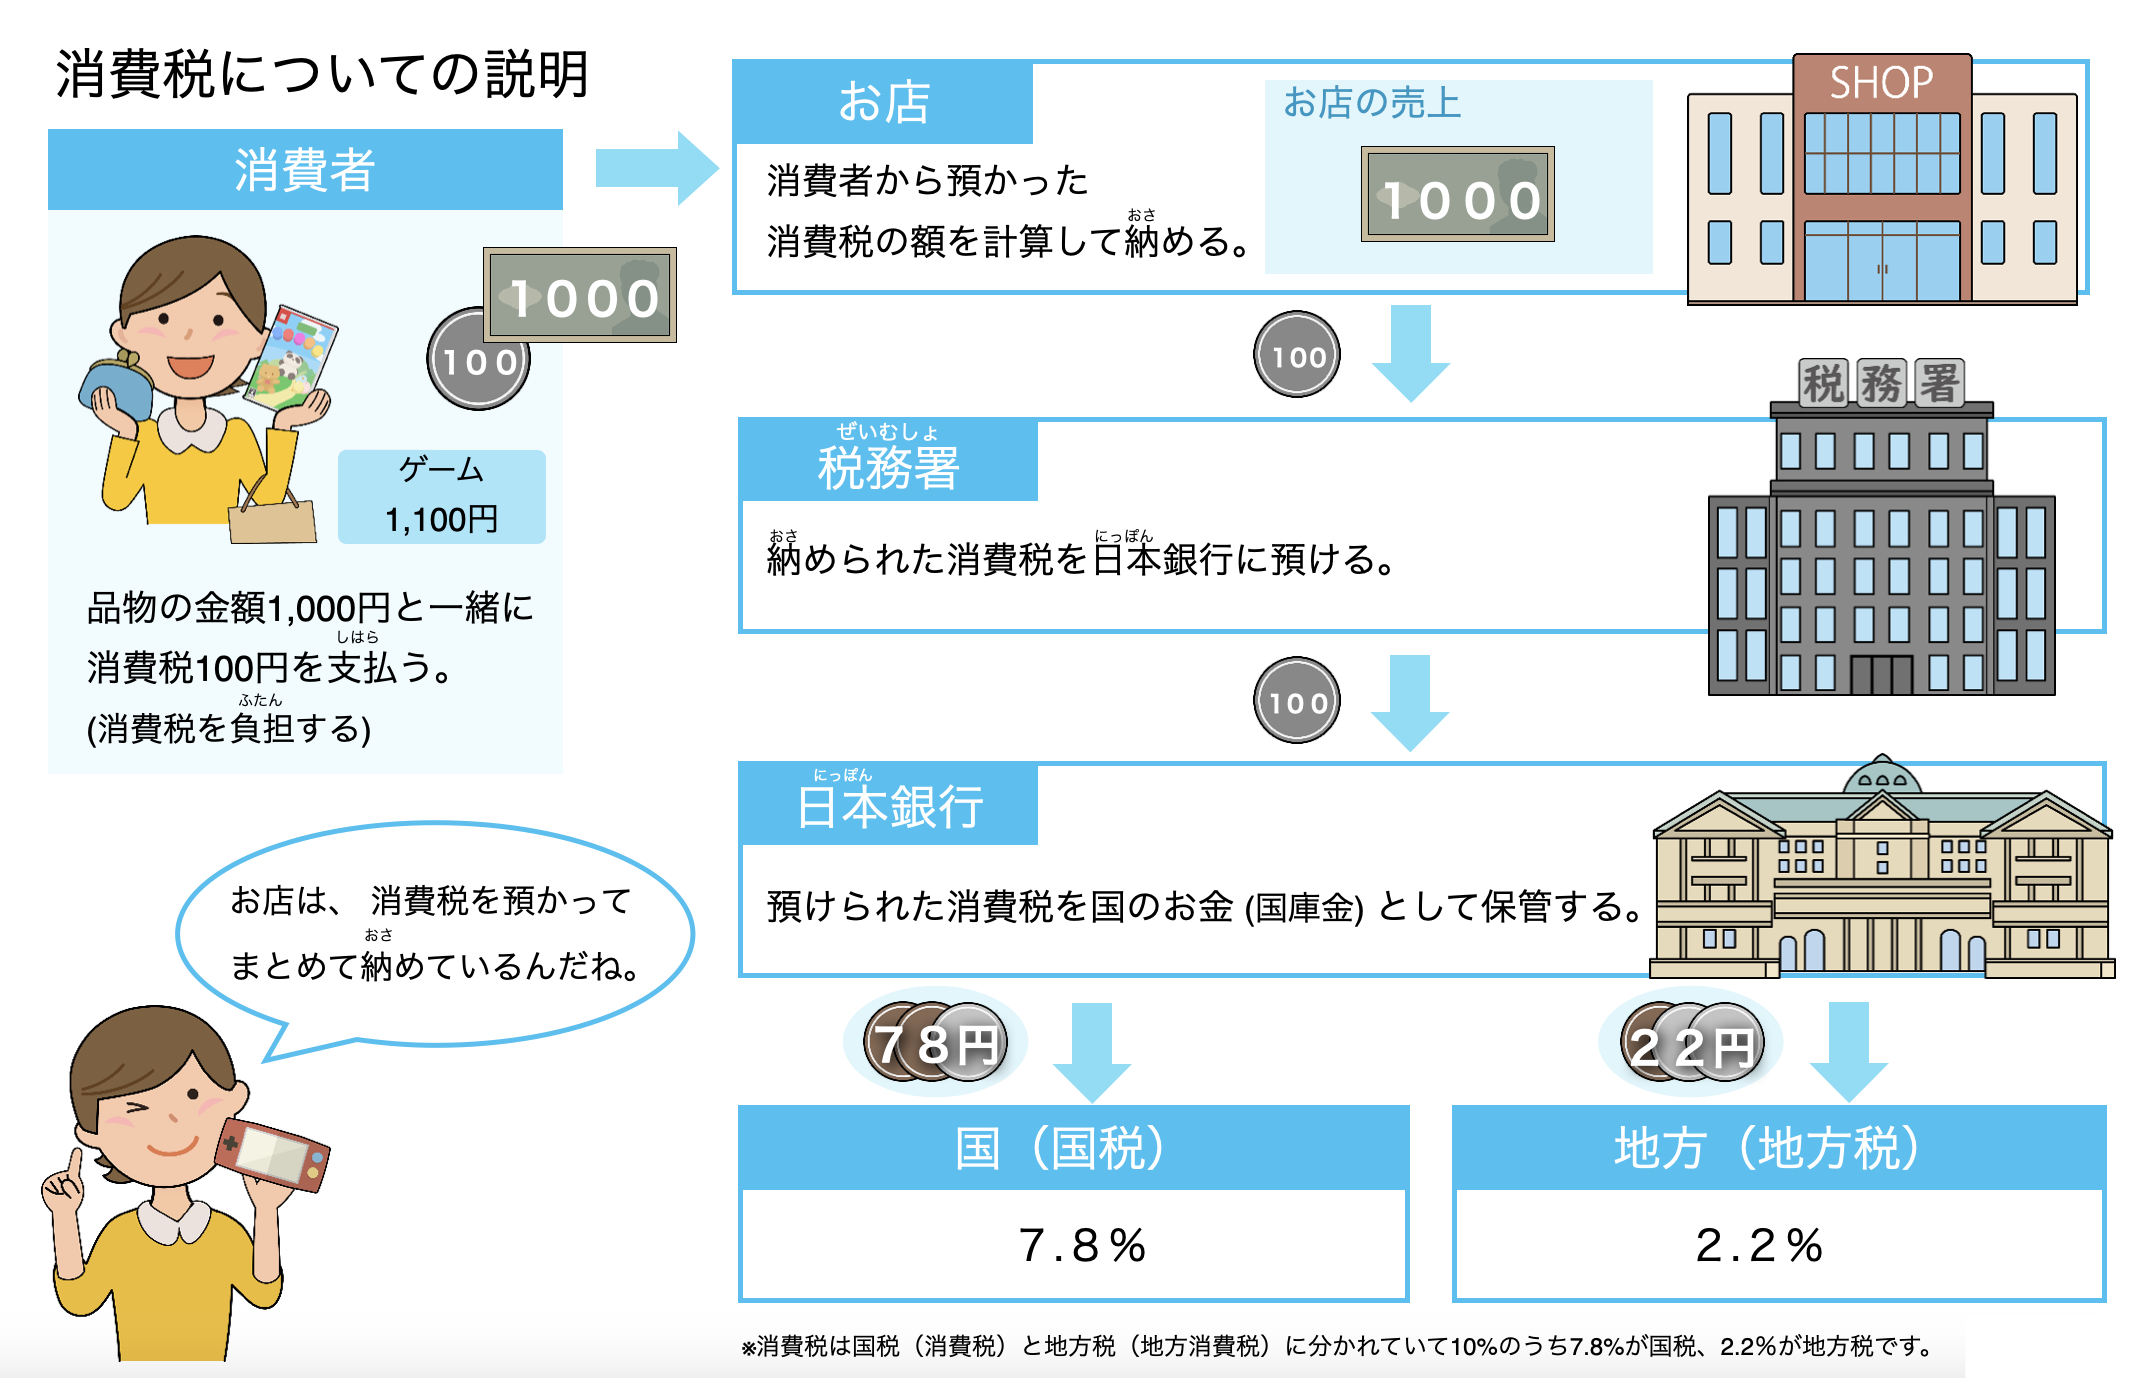 消費税についての説明
消費者
1000
100
ゲーム
1,100円
品物の金額1,000円と一緒に
しはら
消費税100円を支払う。
ふたん
(消費税を負担する)
お店
消費者から預かった
おさ
消費税の額を計算して納める。
お店の売上
1000
SHOP
100
ぜいむしょ
税務署
おさ にっぽん
納められた消費税を日本銀行に預ける。
税務署
100
にっぽん
日本銀行
預けられた消費税を国のお金 (国庫金) として保管する。
78円
22円
国（国税）
7.8%
地方（地方税）
2.2%
お店は、 消費税を預かって
おさ
まとめて納めているんだね。
※消費税は国税（消費税）と地方税（地方消費税）に分かれていて10%のうち7.8%が国税、2.2%が地方税です。